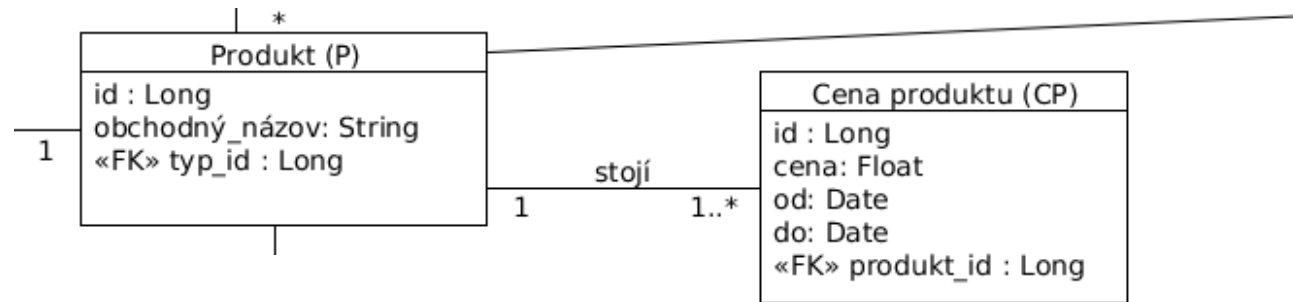 *
Produkt (P)
id : Long
obchodný_názov: String
«FK» typ_id : Long
1
stojí
1
1..*
Cena produktu (CP)
id : Long
cena: Float
od: Date
do: Date
«FK» produkt_id : Long